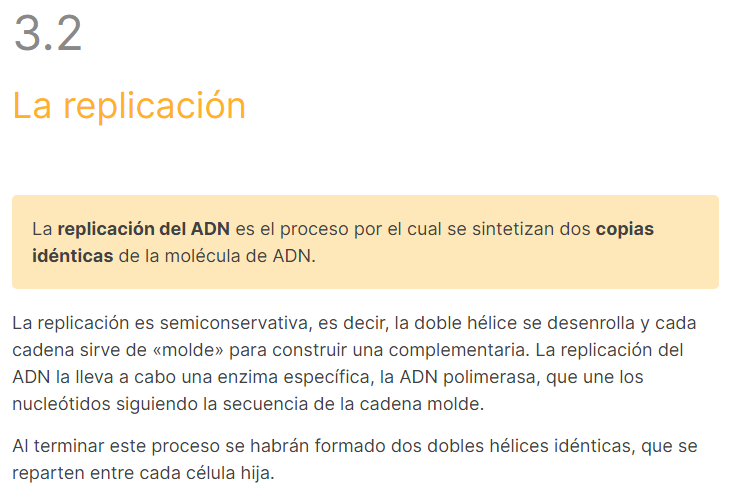 3.2
La replicación
La replicación del ADN es el proceso por el cual se sintetizan dos copias
idénticas de la molécula de ADN.
La replicación es semiconservativa, es decir, la doble hélice se desenrolla y cada
cadena sirve de «molde» para construir una complementaria. La replicación del
ADN la lleva a cabo una enzima específica, la ADN polimerasa, que une los
nucleótidos siguiendo la secuencia de la cadena molde.
Al terminar este proceso se habrán formado dos dobles hélices idénticas, que se
reparten entre cada célula hija.